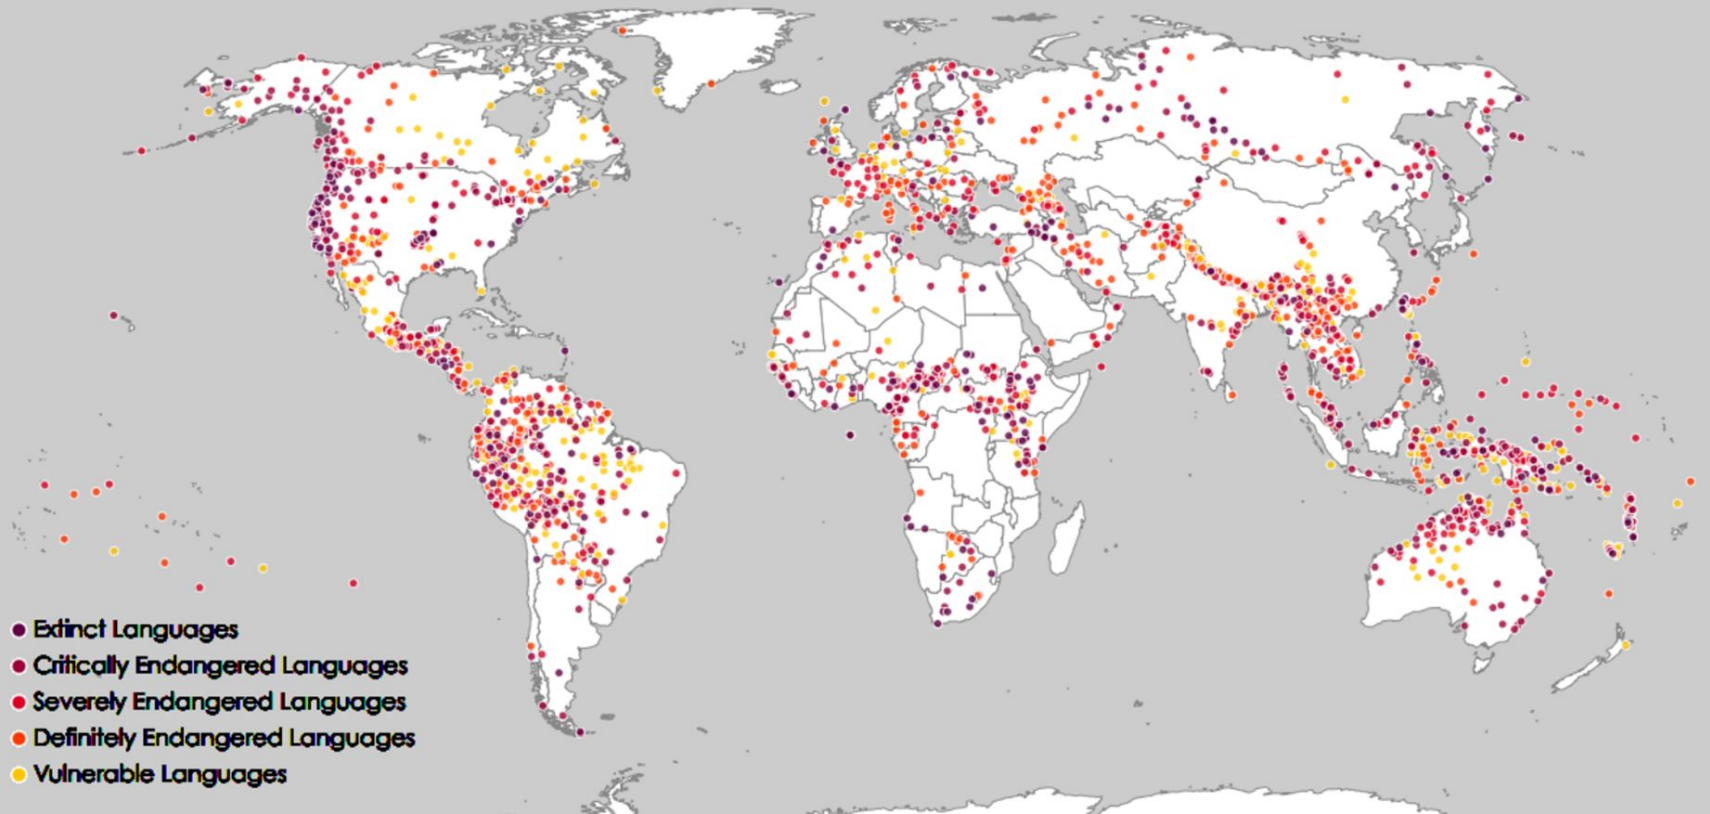 Extinct Languages
Critically Endangered Languages
Severely Endangered Languages
Definitely Endangered Languages
Vulnerable Languages